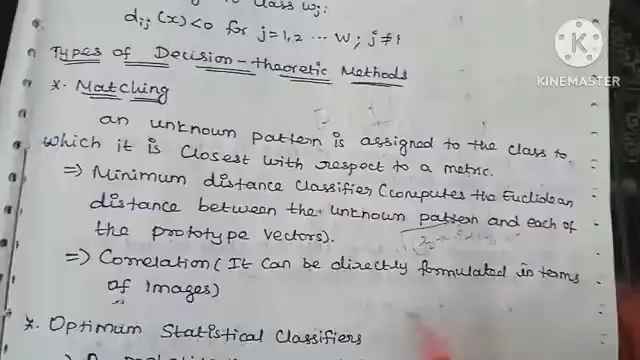 to class wj:
dij (x) < 0 for j = 1, 2 ... W; j ≠ i
Types of Decision-theoretic Methods
KINEMASTER
*. Matching
an unknown pattern is assigned to the class to
which it is closest with respect to a metric.
⇒ Minimum distance classifier (computes the Euclidean
distance between the unknown pattern and each of
the prototype vectors).
⇒ Correlation (It can be directly formulated in terms
of images)
*. Optimum Statistical Classifiers